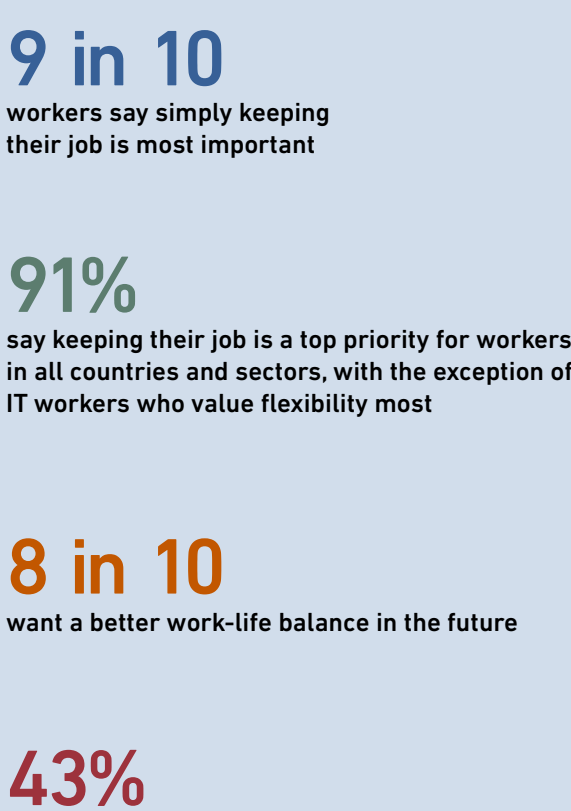 9 in 10
workers say simply keeping
their job is most important
91%
say keeping their job is a top priority for workers
in all countries and sectors, with the exception of
IT workers who value flexibility most
8 in 10
want a better work-life balance in the future
43%